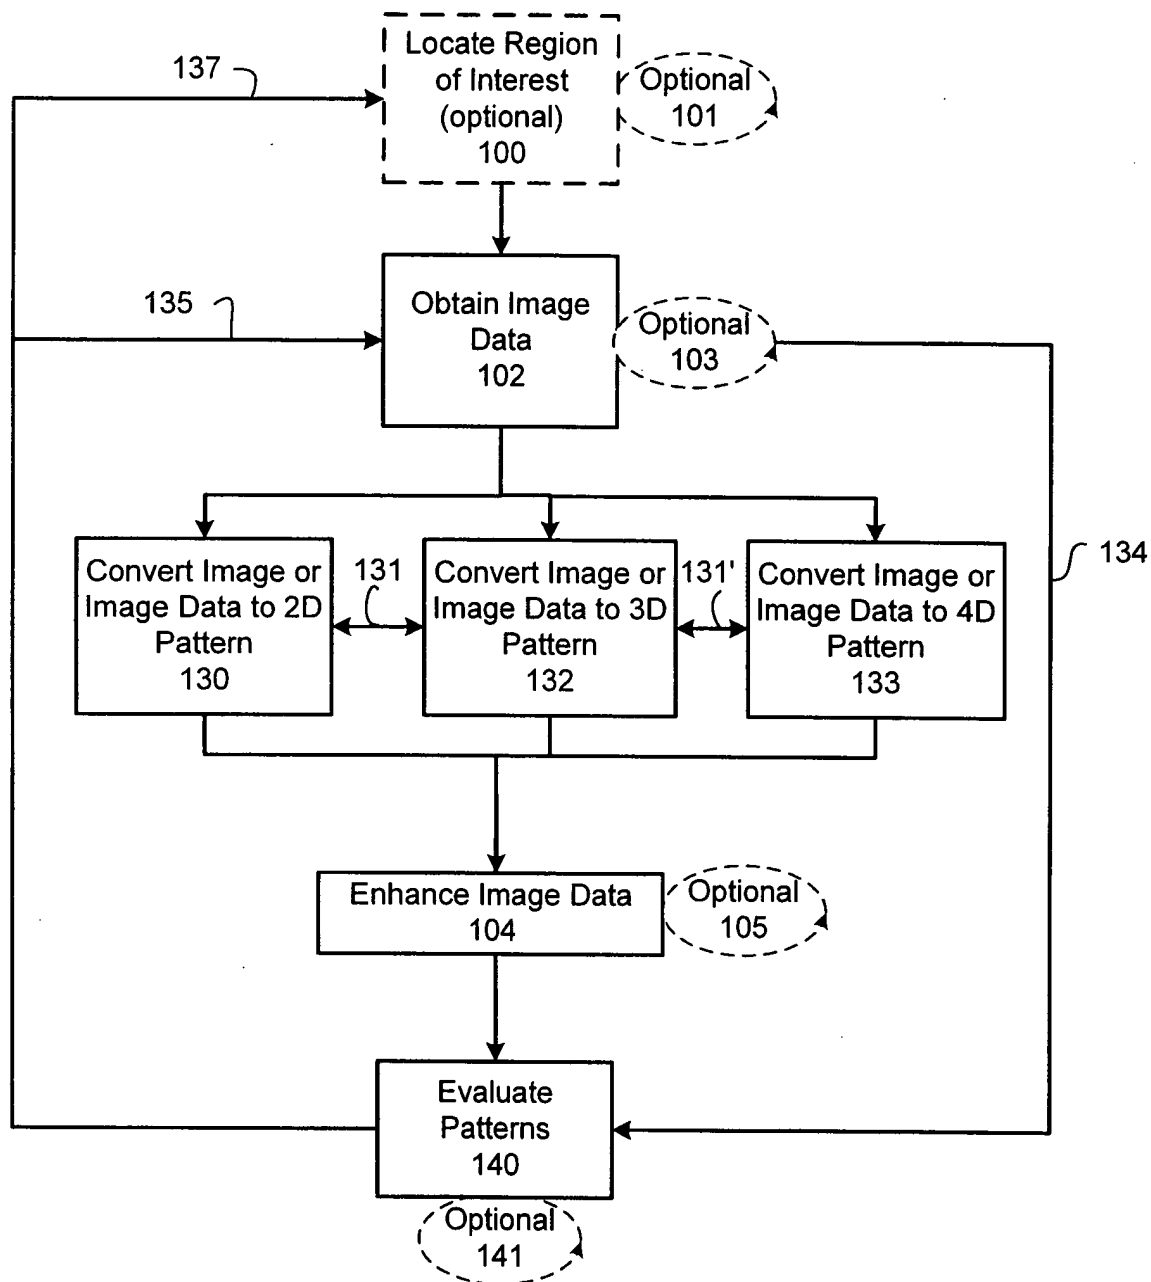 Locate Region
of Interest
(optional)
100
Optional
101
137
Obtain Image
Data
102
Optional
103
135
134
Convert Image or
Image Data to 2D
Pattern
130
131
Convert Image or
Image Data to 3D
Pattern
132
131'
Convert Image or
Image Data to 4D
Pattern
133
Enhance Image Data
104
Optional
105
Evaluate
Patterns
140
Optional
141